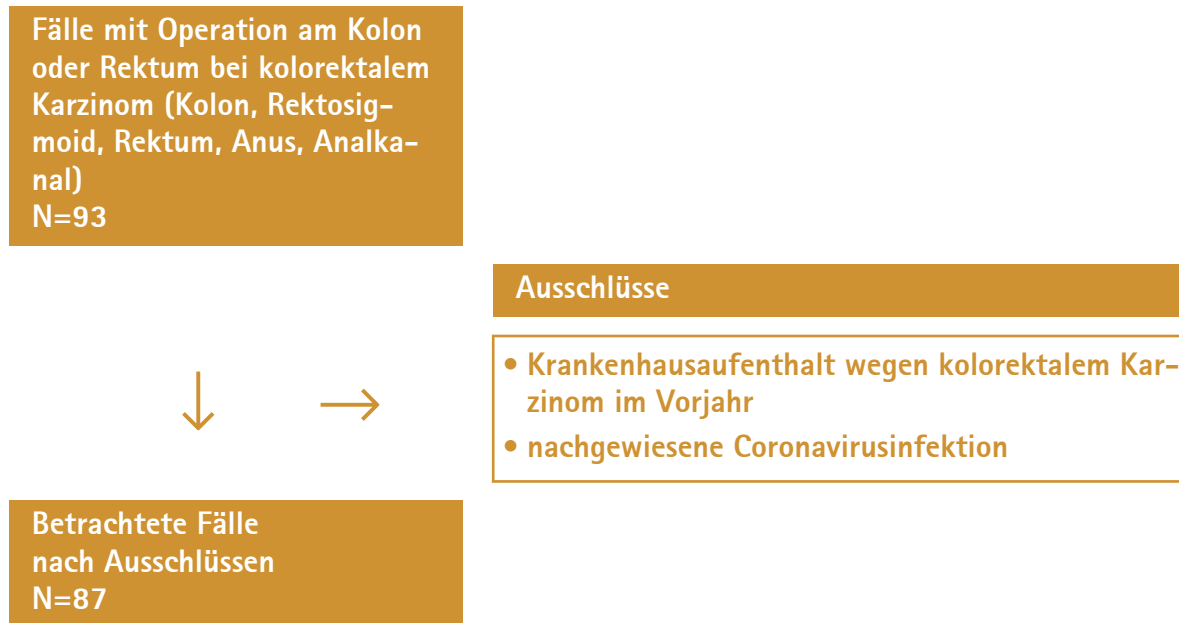 Fälle mit Operation am Kolon
oder Rektum bei kolorektalem
Karzinom (Kolon, Rektosig-
moid, Rektum, Anus, Analka-
nal)
N=93
Ausschlüsse
• Krankenhausaufenthalt wegen kolorektalem Kar-
zinom im Vorjahr
• nachgewiesene Coronavirusinfektion
Betrachtete Fälle
nach Ausschlüssen
N=87